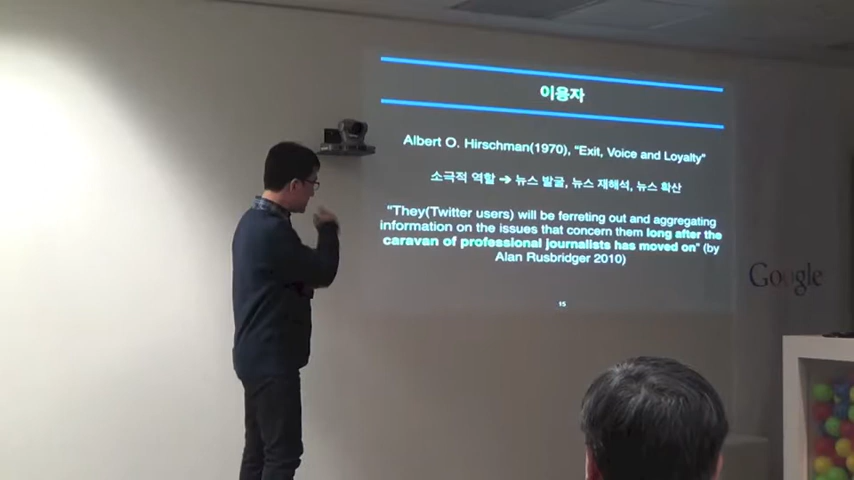 이용자
Albert O. Hirschman(1970), "Exit, Voice and Loyalty"
소극적 역할 → 뉴스 발굴, 뉴스 재해석, 뉴스 확산
"They(Twitter users) will be ferreting out and aggregating
information on the issues that concern them long after the
caravan of professional journalists has moved on" (by
Alan Rusbridger 2010)
15
Google